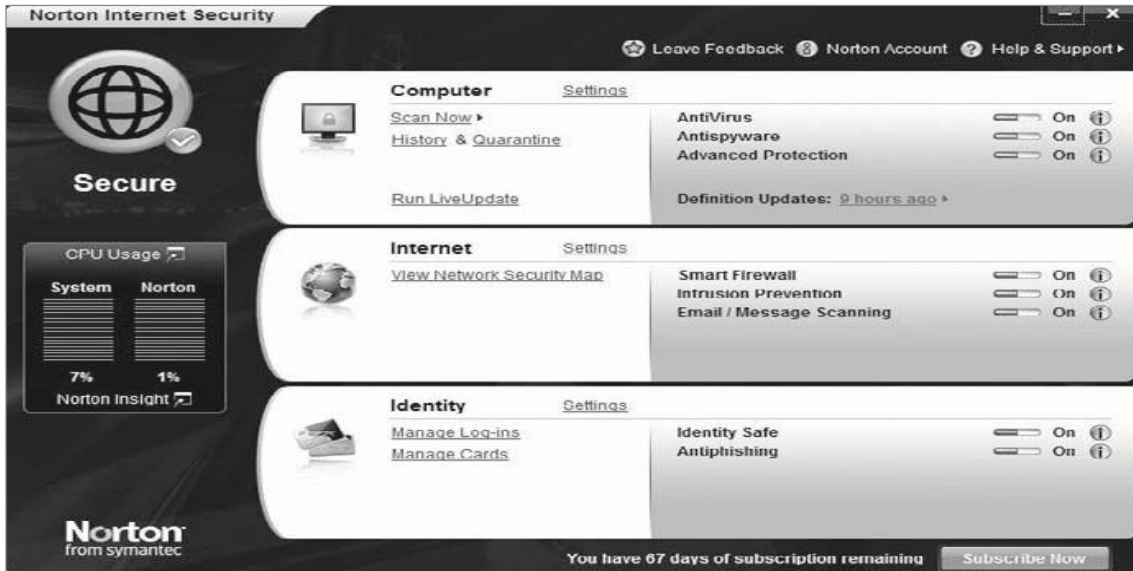 Norton Internet Security
Leave Feedback Norton Account Help & Support
Secure
CPU Usage
System Norton
7% 1%
Norton Insight
Computer Settings
Scan Now
History & Quarantine
Run LiveUpdate
AntiVirus On
Antispyware On
Advanced Protection On
Definition Updates: 9 hours ago
Internet Settings
View Network Security Map
Smart Firewall On
Intrusion Prevention On
Email / Message Scanning On
Identity Settings
Manage Log-ins
Manage Cards
Identity Safe On
Antiphishing On
Norton
from symantec
You have 67 days of subscription remaining Subscribe Now